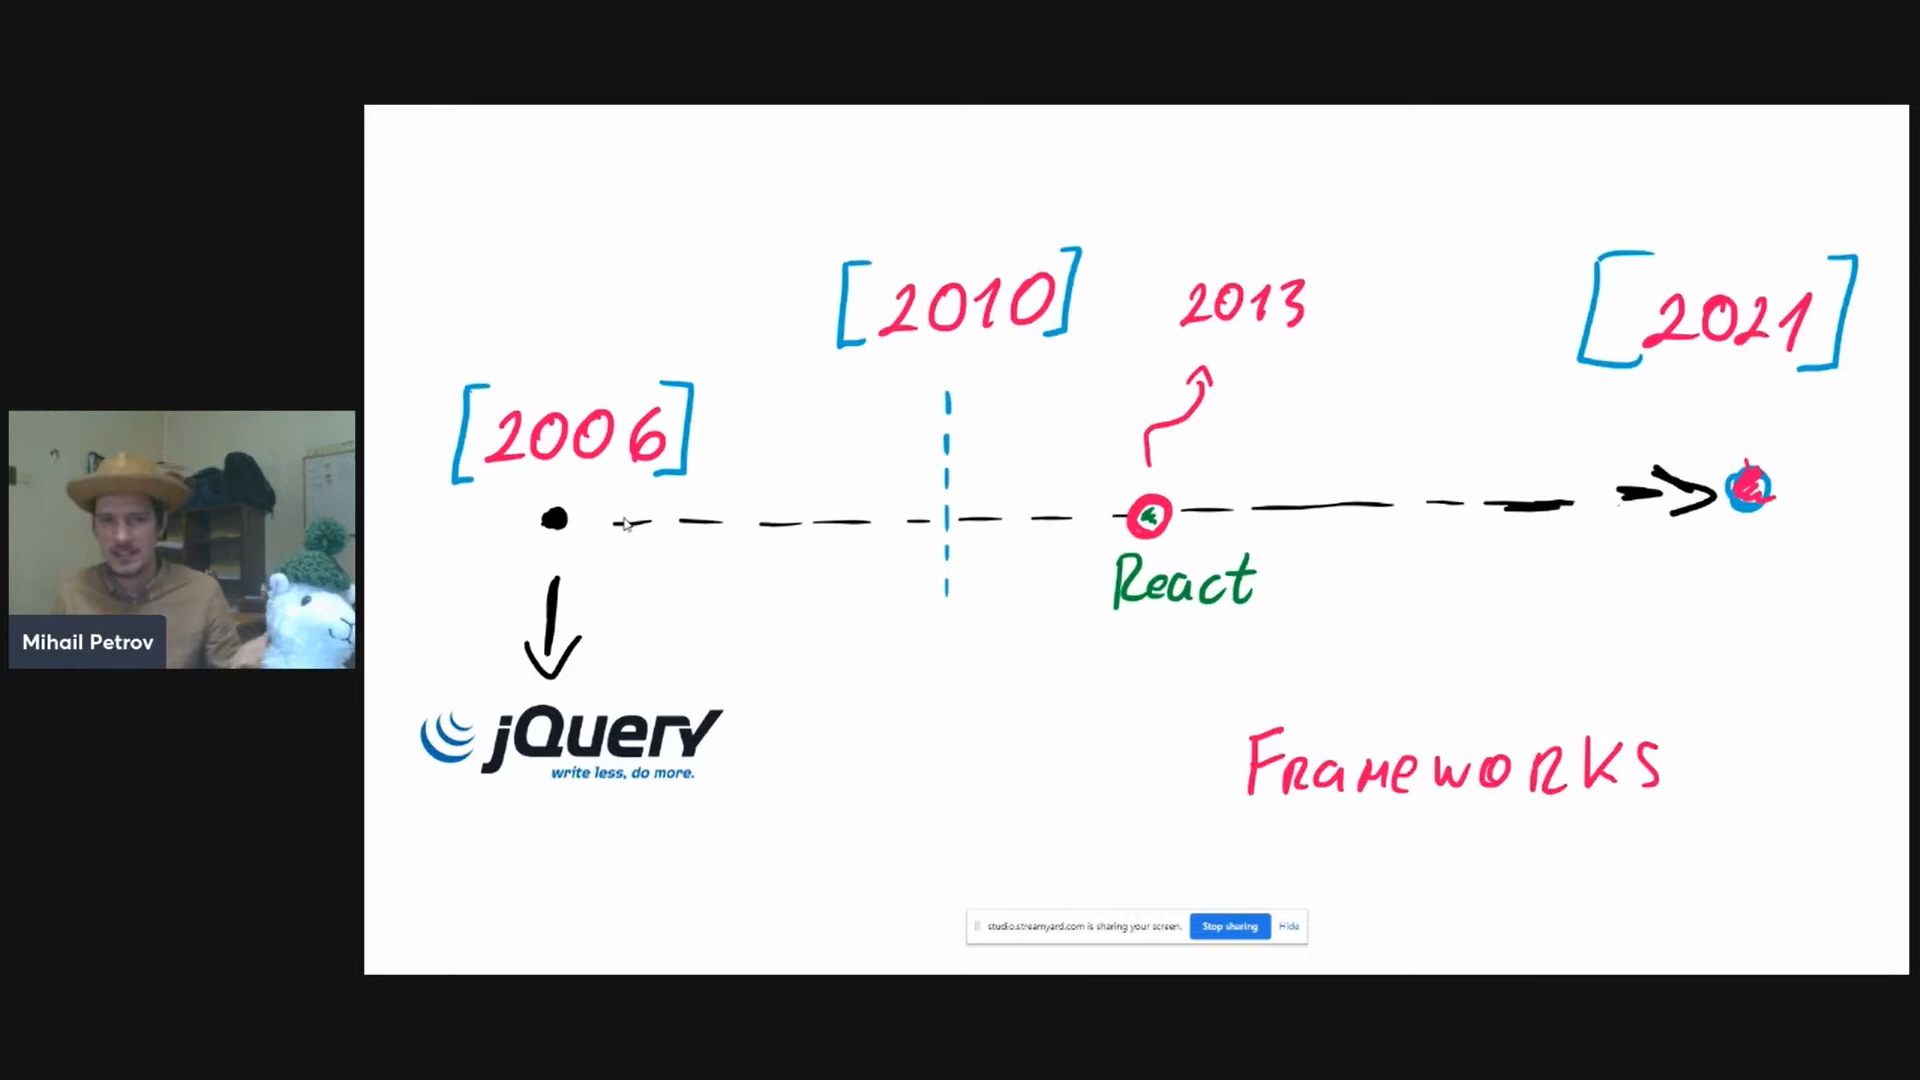 [2010]
2013
[2021]
[2006]
React
Mihail Petrov
jQuery
write less, do more.
FRAMEWORKS
studio.streamyard.com is sharing your screen.
Stop sharing
Hide